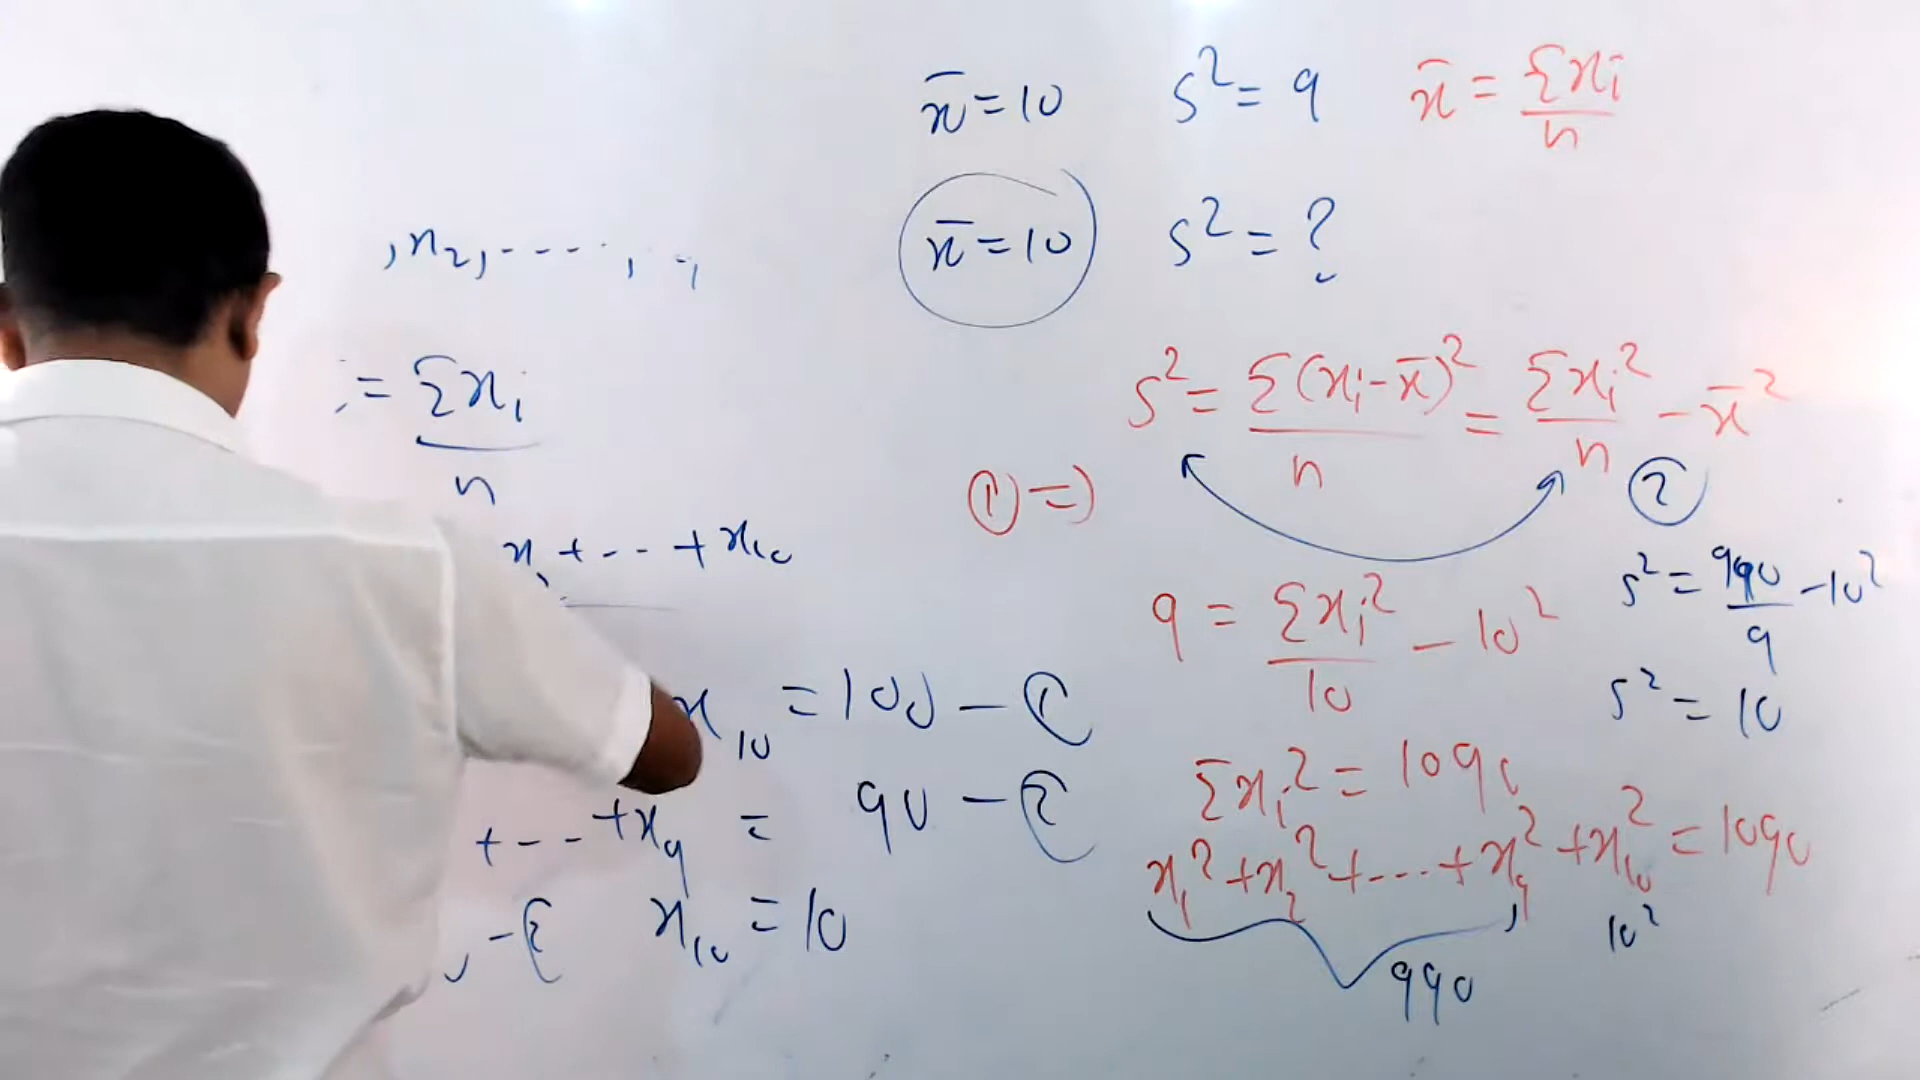 x̄ = 10   s² = 9   x̄ = Σxi / n
x̄ = 10   s² = ?
, x₂, - - - - ,
= Σxi / n
s² = Σ(xi - x̄)² / n = Σxi² / n - x̄²
① ⇒
②
x₁ + - - + x₁₀
9 = Σxi² / 10 - 10²
s² = 990 / 9 - 10²
s² = 10
x₁₀ = 100 - ①
+ - - - + x₉ = 90 - ②
x₁₀ = 10
Σxi² = 1090
x₁² + x₂² + - - - + x₉² + x₁₀² = 1090
10²
990